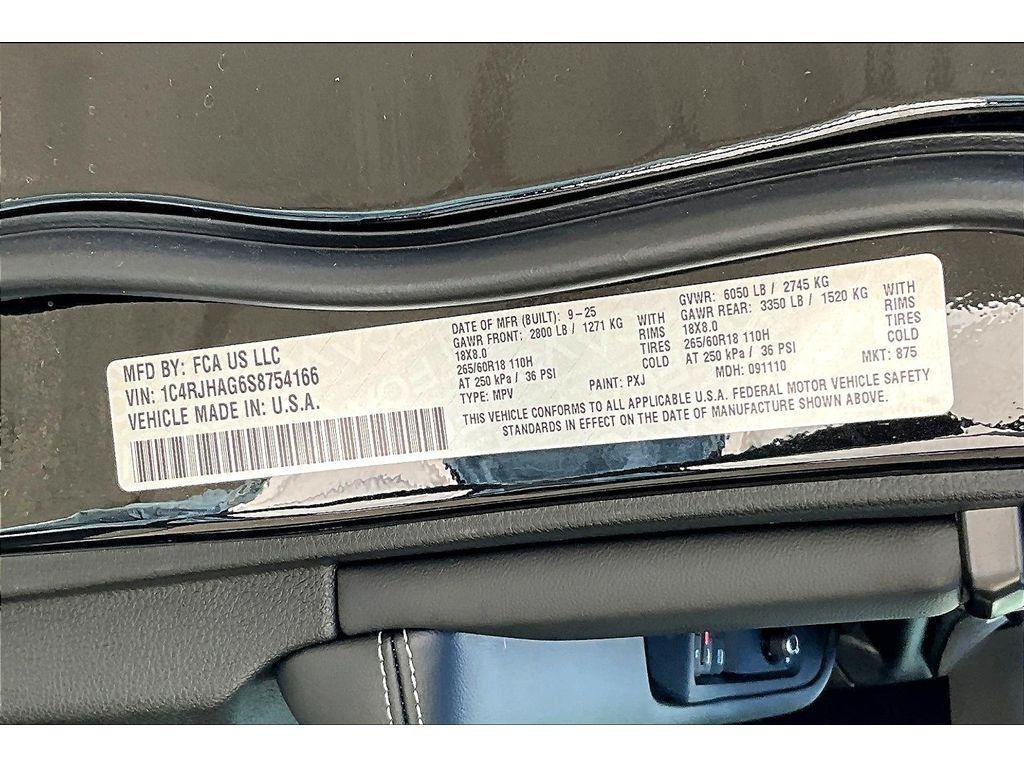 MFD BY: FCA US LLC
VIN: 1C4RJHAG6S8754166
VEHICLE MADE IN: U.S.A.
DATE OF MFR (BUILT): 9-25
GAWR FRONT: 2800 LB / 1271 KG WITH
18X8.0 RIMS
265/60R18 110H TIRES
AT 250 kPa / 36 PSI COLD
TYPE: MPV PAINT: PXJ
GVWR: 6050 LB / 2745 KG
GAWR REAR: 3350 LB / 1520 KG WITH
18X8.0 RIMS
265/60R18 110H TIRES
AT 250 kPa / 36 PSI COLD
MDH: 091110 MKT: 875
THIS VEHICLE CONFORMS TO ALL APPLICABLE U.S.A. FEDERAL MOTOR VEHICLE SAFETY
STANDARDS IN EFFECT ON THE DATE OF MANUFACTURE SHOWN ABOVE.